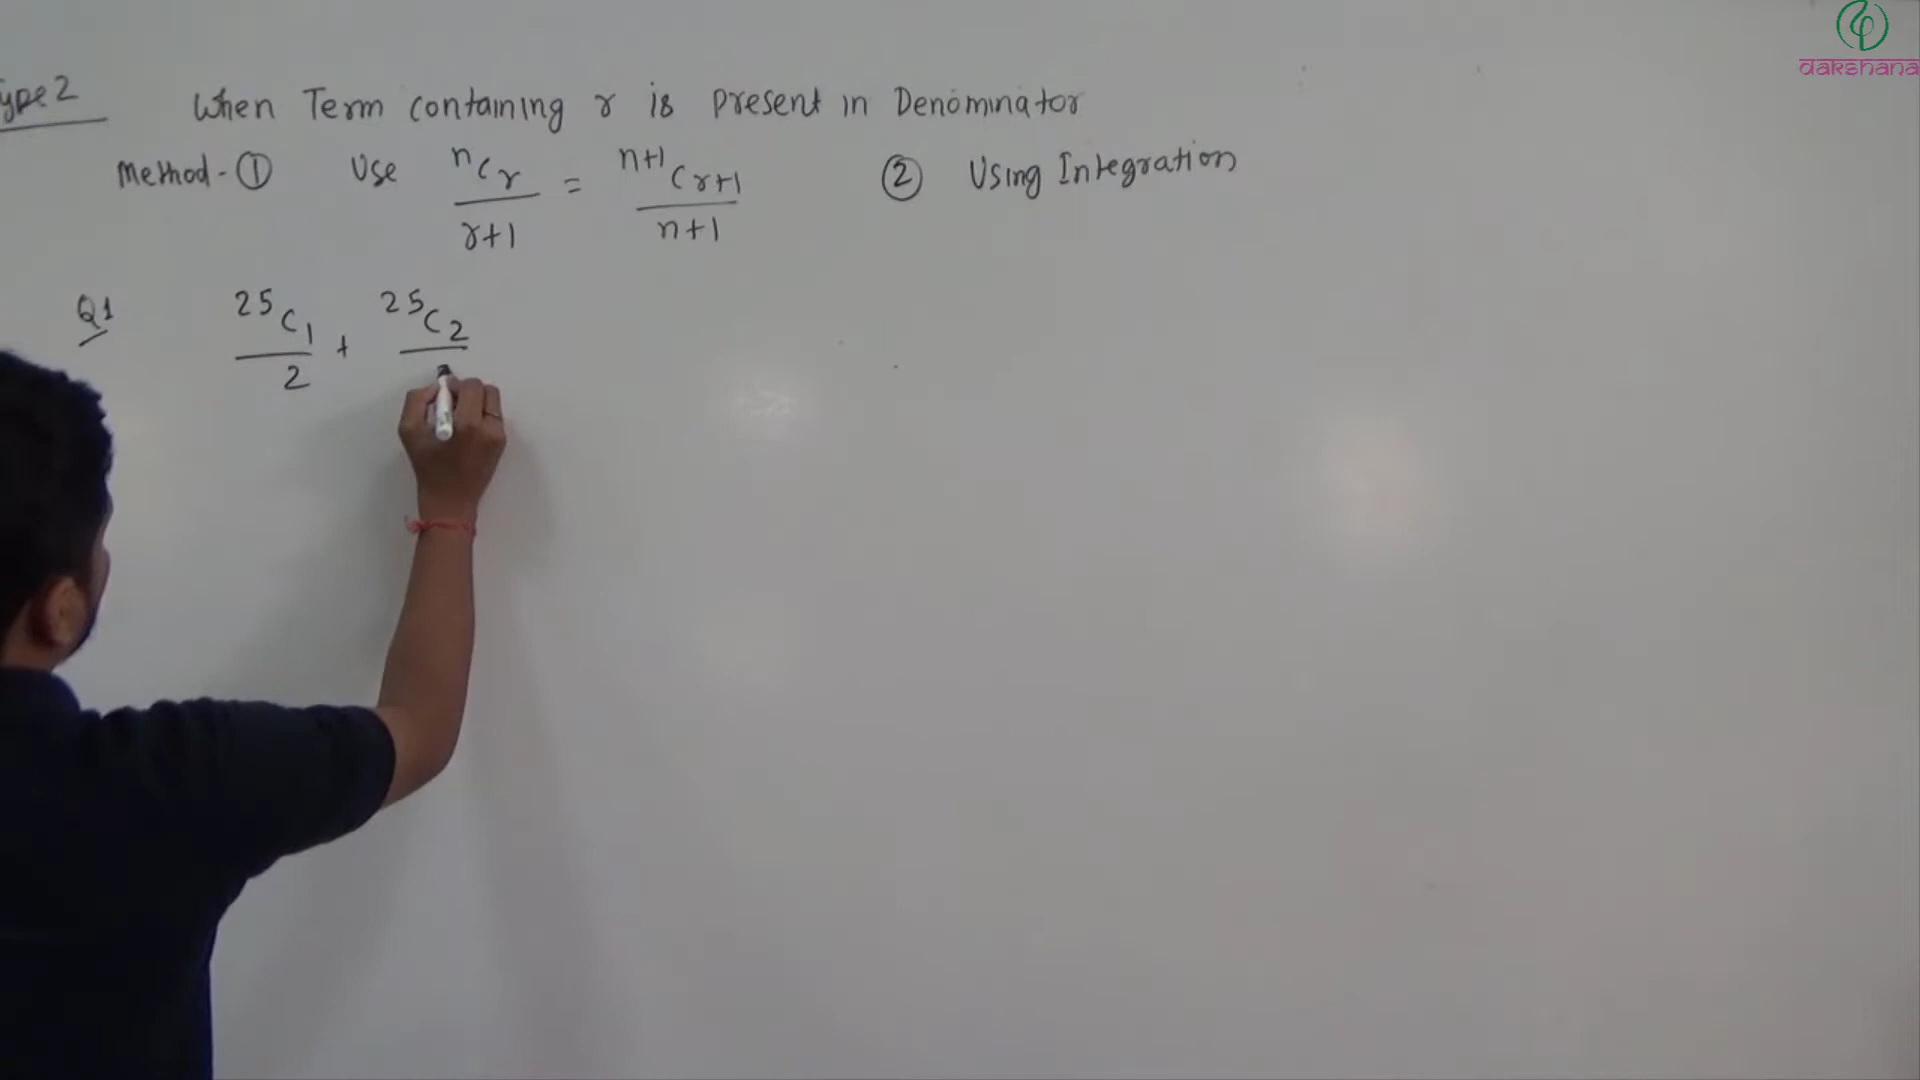 dakshana
ype 2 When Term containing r is present in Denominator
Method - ① Use nCr / r+1 = n+1Cr+1 / n+1 ② Using Integration
Q1 25C1 / 2 + 25C2